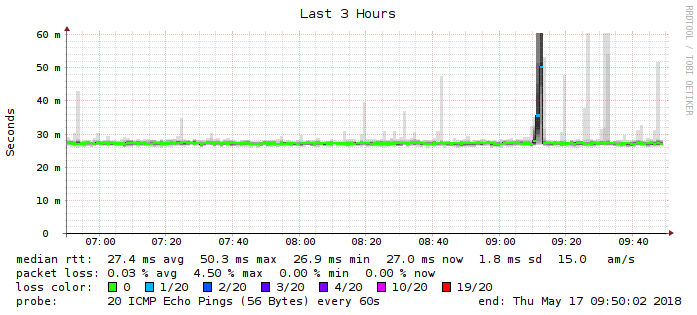 Last 3 Hours
RRDTOOL / TOBI OETIKER
Seconds
60 m
50 m
40 m
30 m
20 m
10 m
0
07:00 07:20 07:40 08:00 08:20 08:40 09:00 09:20 09:40
median rtt: 27.4 ms avg 50.3 ms max 26.9 ms min 27.0 ms now 1.8 ms sd 15.0 am/s
packet loss: 0.03 % avg 4.50 % max 0.00 % min 0.00 % now
loss color: 0 1/20 2/20 3/20 4/20 10/20 19/20
probe: 20 ICMP Echo Pings (56 Bytes) every 60s end: Thu May 17 09:50:02 2018